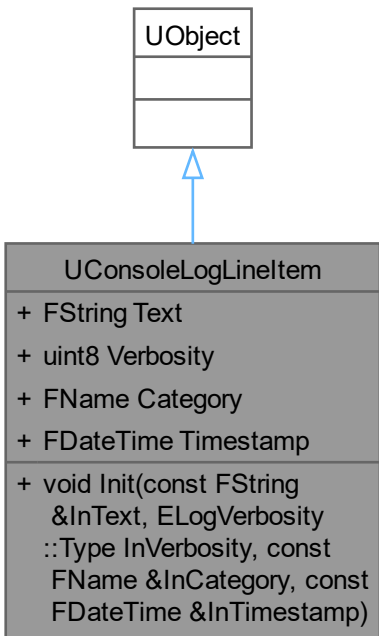 UObject
UConsoleLogLineItem
+ FString Text
+ uint8 Verbosity
+ FName Category
+ FDateTime Timestamp
+ void Init(const FString
&InText, ELogVerbosity
::Type InVerbosity, const
FName &InCategory, const
FDateTime &InTimestamp)